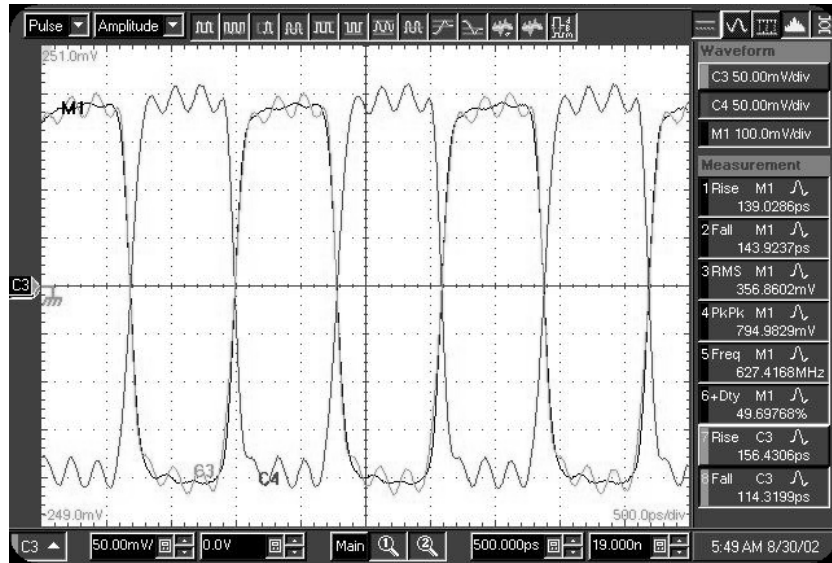 Pulse Amplitude
251.0mV
M1
C3
C3
C4
-249.0mV
500.0ps/div
Waveform
C3 50.00mV/div
C4 50.00mV/div
M1 100.0mV/div
Measurement
1 Rise M1
139.0286ps
2 Fall M1
143.9237ps
3 RMS M1
356.8602mV
4 PkPk M1
794.9829mV
5 Freq M1
627.4168MHz
6 +Dty M1
49.69768%
7 Rise C3
156.4306ps
8 Fall C3
114.3199ps
C3 50.00mV/ 0.0V Main 1 2 500.000ps 19.000n 5:49 AM 8/30/02